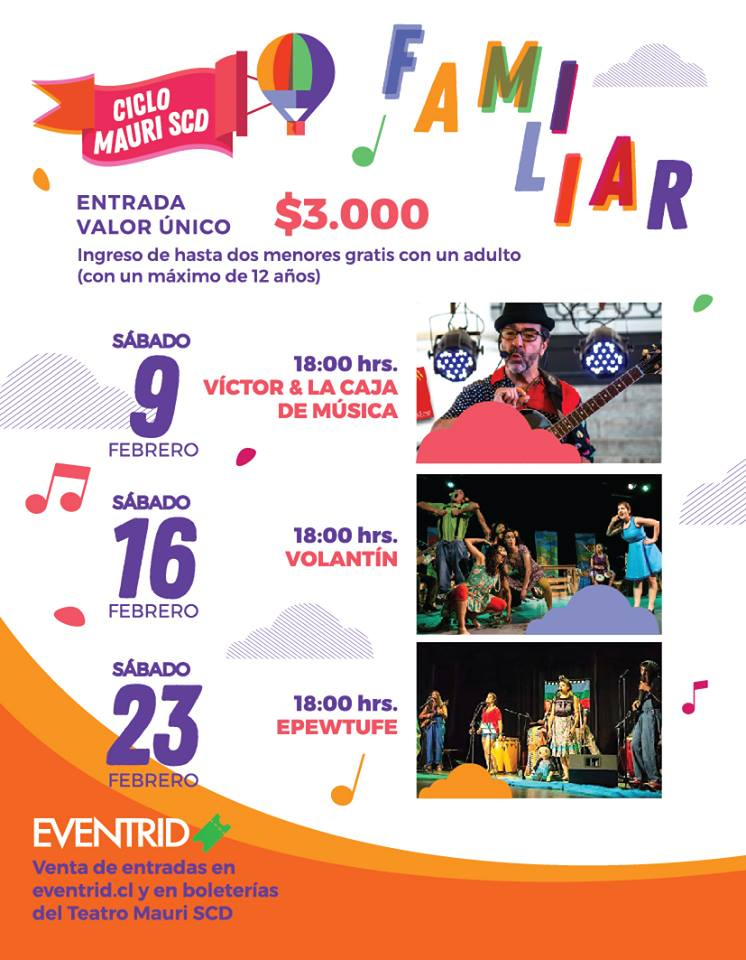 CICLO
MAURI SCD
FAMI
LIAR
ENTRADA
VALOR ÚNICO
$3.000
Ingreso de hasta dos menores gratis con un adulto
(con un máximo de 12 años)
SÁBADO
9
FEBRERO
18:00 hrs.
VÍCTOR & LA CAJA
DE MÚSICA
SÁBADO
16
FEBRERO
18:00 hrs.
VOLANTÍN
SÁBADO
23
FEBRERO
18:00 hrs.
EPEWTUFE
EVENTRID
Venta de entradas en
eventrid.cl y en boleterías
del Teatro Mauri SCD